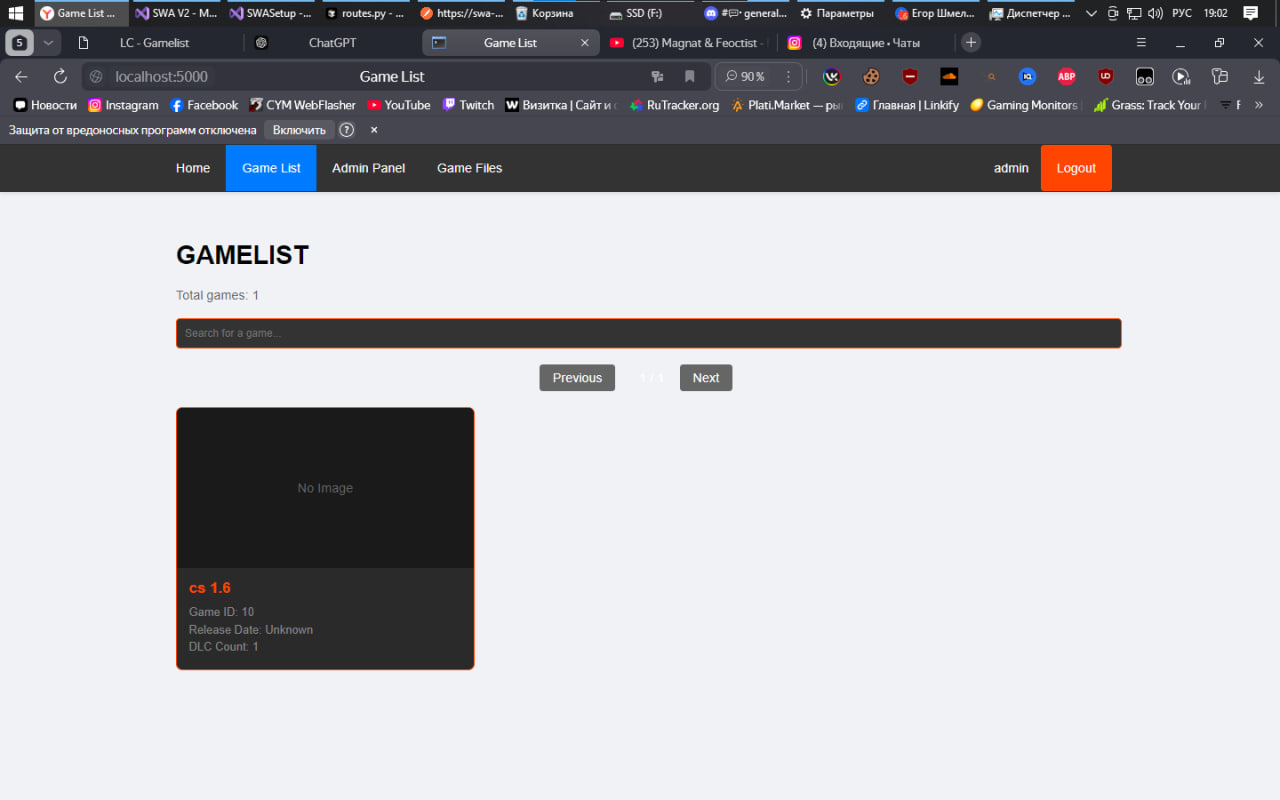 Game List ...
SWA V2 - M...
SWASetup -...
routes.py - ...
https://swa-...
Корзина
SSD (F:)
general...
Параметры
Егор Шмел...
Диспетчер ...
РУС
19:02
5
LC - Gamelist
ChatGPT
Game List
(253) Magnat & Feoctist -
(4) Входящие • Чаты
localhost:5000
Game List
90 %
ABP
Новости
Instagram
Facebook
CYM WebFlasher
YouTube
Twitch
Визитка | Сайт и с
RuTracker.org
Plati.Market — ры
Главная | Linkify
Gaming Monitors
Grass: Track Your
Защита от вредоносных программ отключена
Включить
Home
Game List
Admin Panel
Game Files
admin
Logout
GAMELIST
Total games: 1
Search for a game...
Previous
1 / 1
Next
No Image
cs 1.6
Game ID: 10
Release Date: Unknown
DLC Count: 1